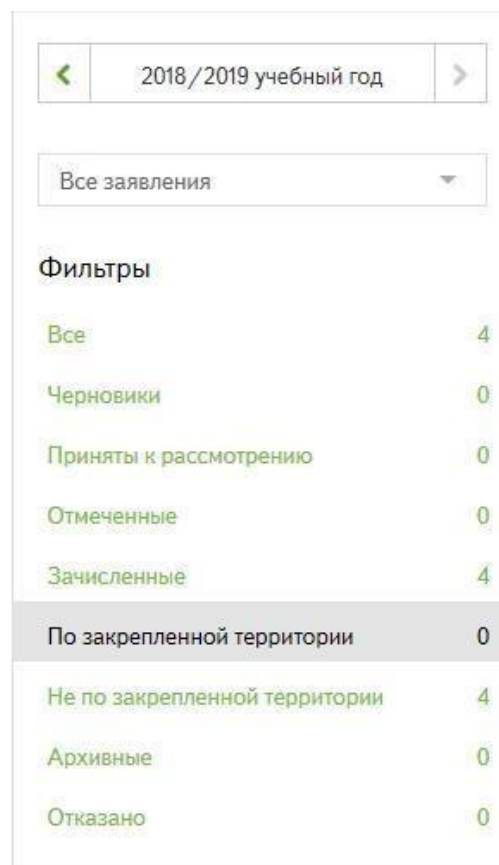 2018/2019 учебный год
Все заявления
Фильтры
Все 4
Черновики 0
Приняты к рассмотрению 0
Отмеченные 0
Зачисленные 4
По закрепленной территории 0
Не по закрепленной территории 4
Архивные 0
Отказано 0